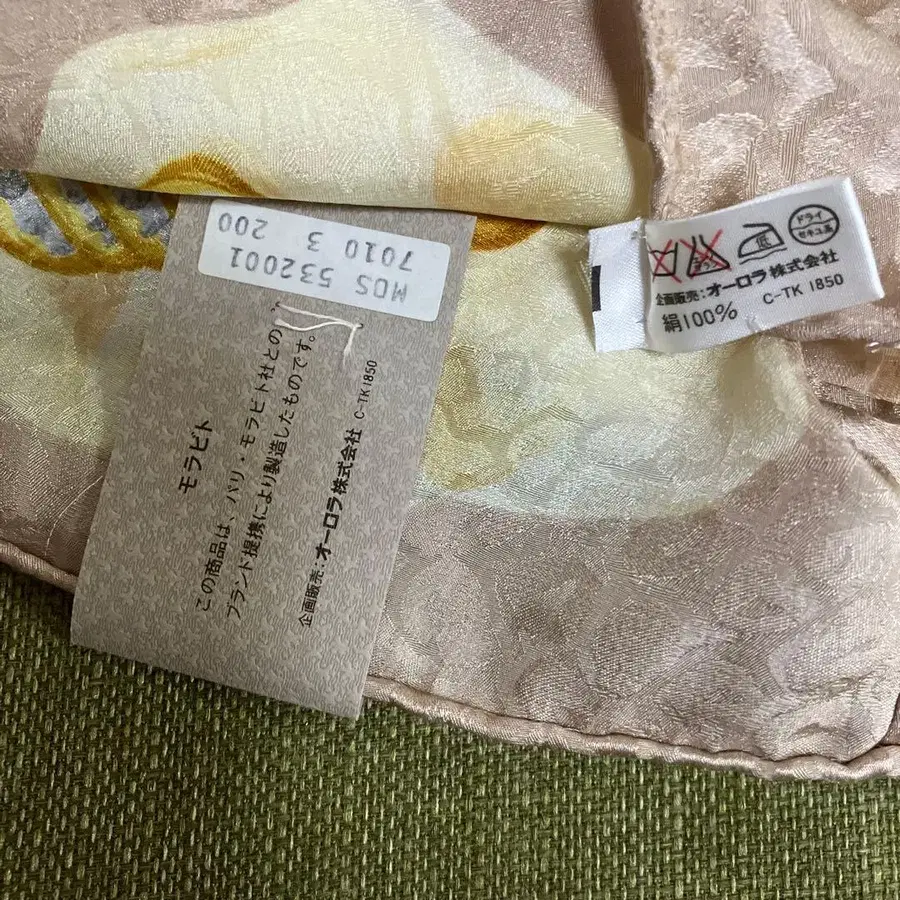 MDS 532001
7010 3
200
モラビト
この商品は、パリ・モラビト社との
ブランド提携により製造したものです。
企画販売：オーロラ株式会社 C-TK1850
ドライ
セキユ系
低
企画販売：オーロラ株式会社
絹100% C-TK 1850